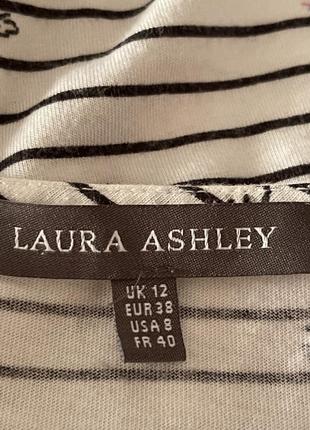 LAURA ASHLEY
UK 12
EUR 38
USA 8
FR 40